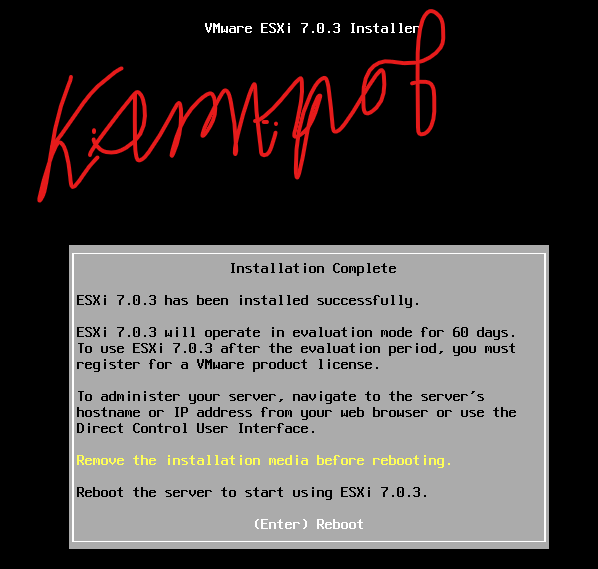 VMware ESXi 7.0.3 Installer
Installation Complete
ESXi 7.0.3 has been installed successfully.
ESXi 7.0.3 will operate in evaluation mode for 60 days.
To use ESXi 7.0.3 after the evaluation period, you must
register for a VMware product license.
To administer your server, navigate to the server's
hostname or IP address from your web browser or use the
Direct Control User Interface.
Remove the installation media before rebooting.
Reboot the server to start using ESXi 7.0.3.
(Enter) Reboot